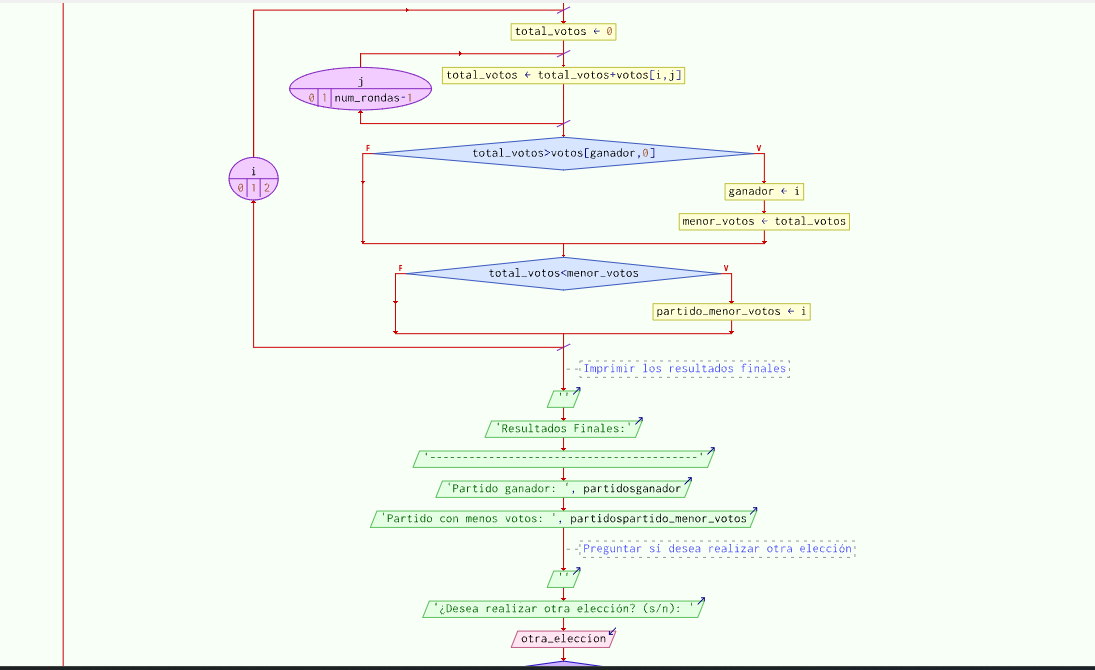 total_votos ← 0
total_votos ← total_votos+votos[i,j]
j
0 1 num_rondas-1
F
total_votos>votos[ganador,0]
V
i
0 1 2
ganador ← i
menor_votos ← total_votos
F
total_votos<menor_votos
V
partido_menor_votos ← i
Imprimir los resultados finales
''
'Resultados Finales:'
'----------------------------------------'
'Partido ganador: ', partidosganador
'Partido con menos votos: ', partidospartido_menor_votos
Preguntar si desea realizar otra elección
''
'¿Desea realizar otra elección? (s/n): '
otra_eleccion